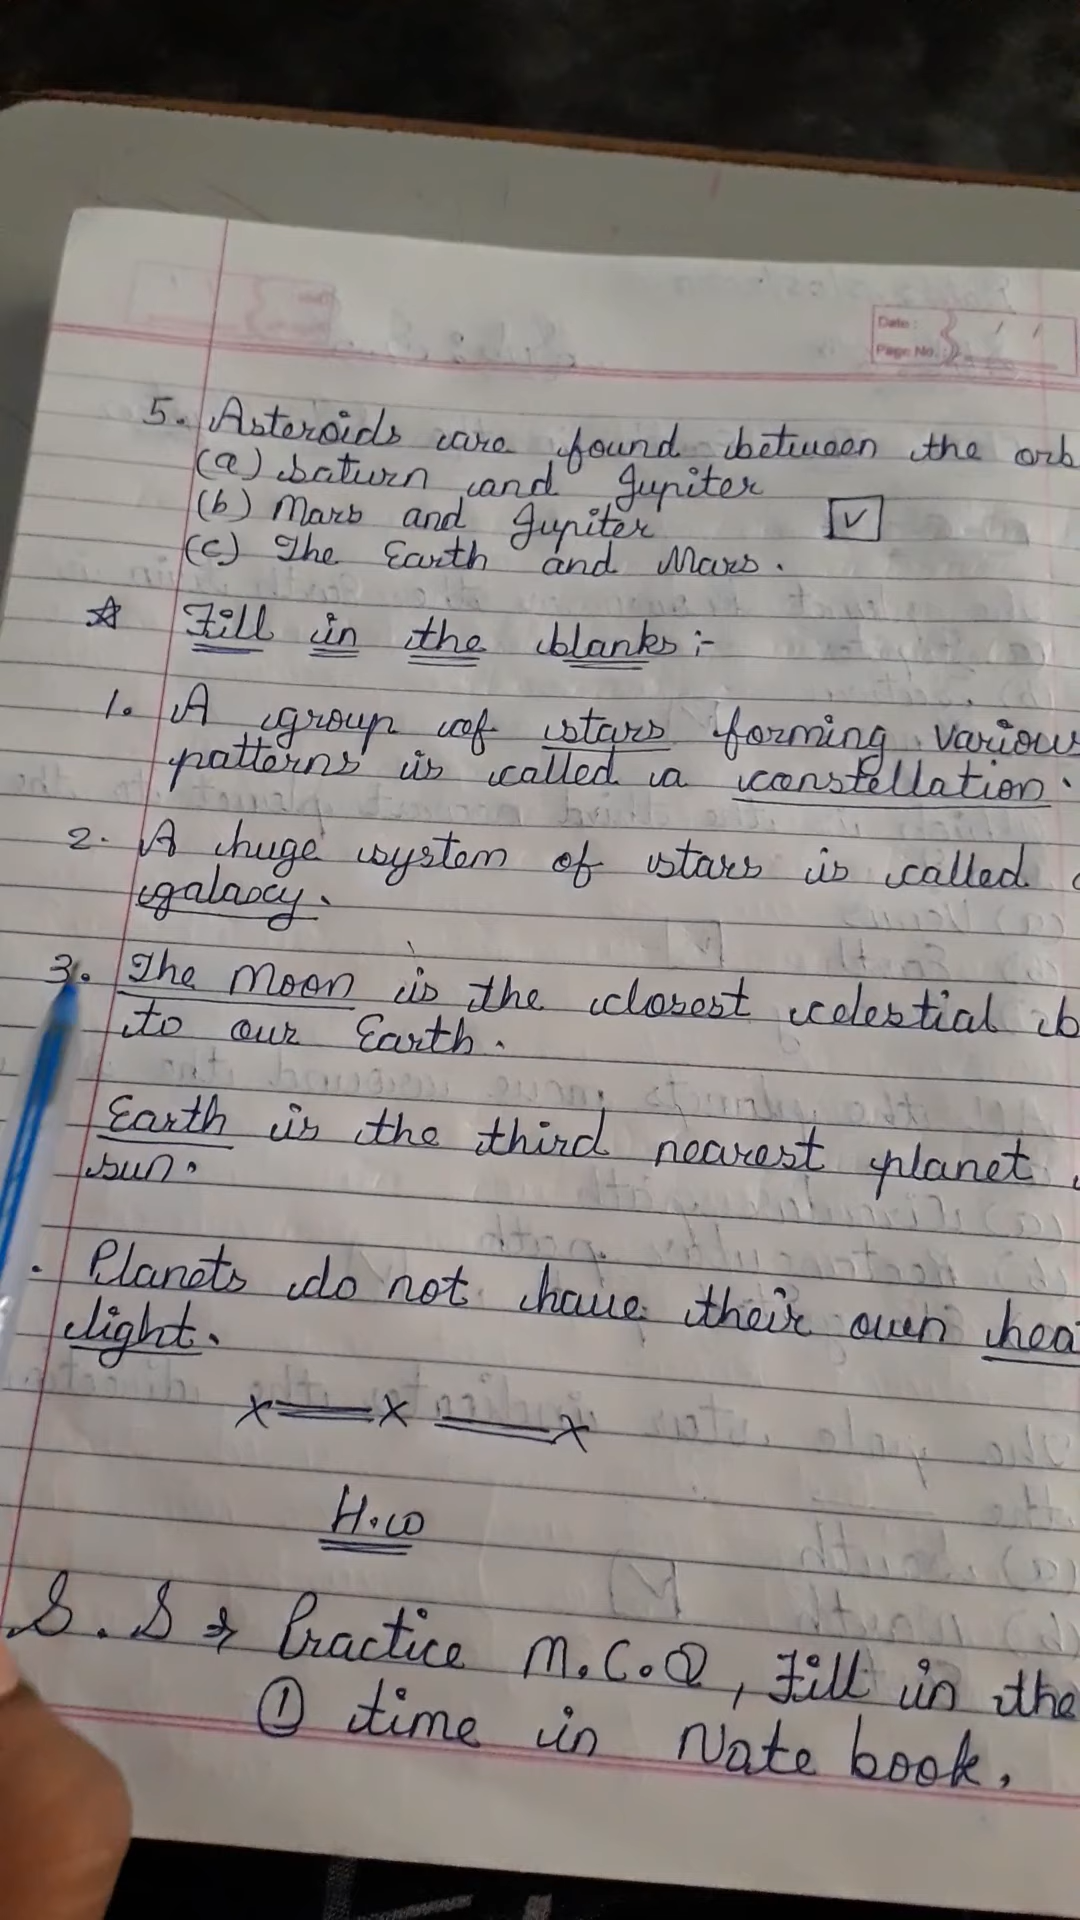 Date:
Page No.
5. Asteroids are found between the orb
(a) Saturn and Jupiter
(b) Mars and Jupiter
(c) The Earth and Mars.
Fill in the blanks :-
1. A group of stars forming various
patterns is called a constellation.
2. A huge system of stars is called
galaxy.
3. The Moon is the closest celestial b
to our Earth.
Earth is the third nearest planet
sun.
. Planets do not have their own hea
light.
x x x
H.W
S.S → Practice M.C.Q, Fill in the
① time in Note book.